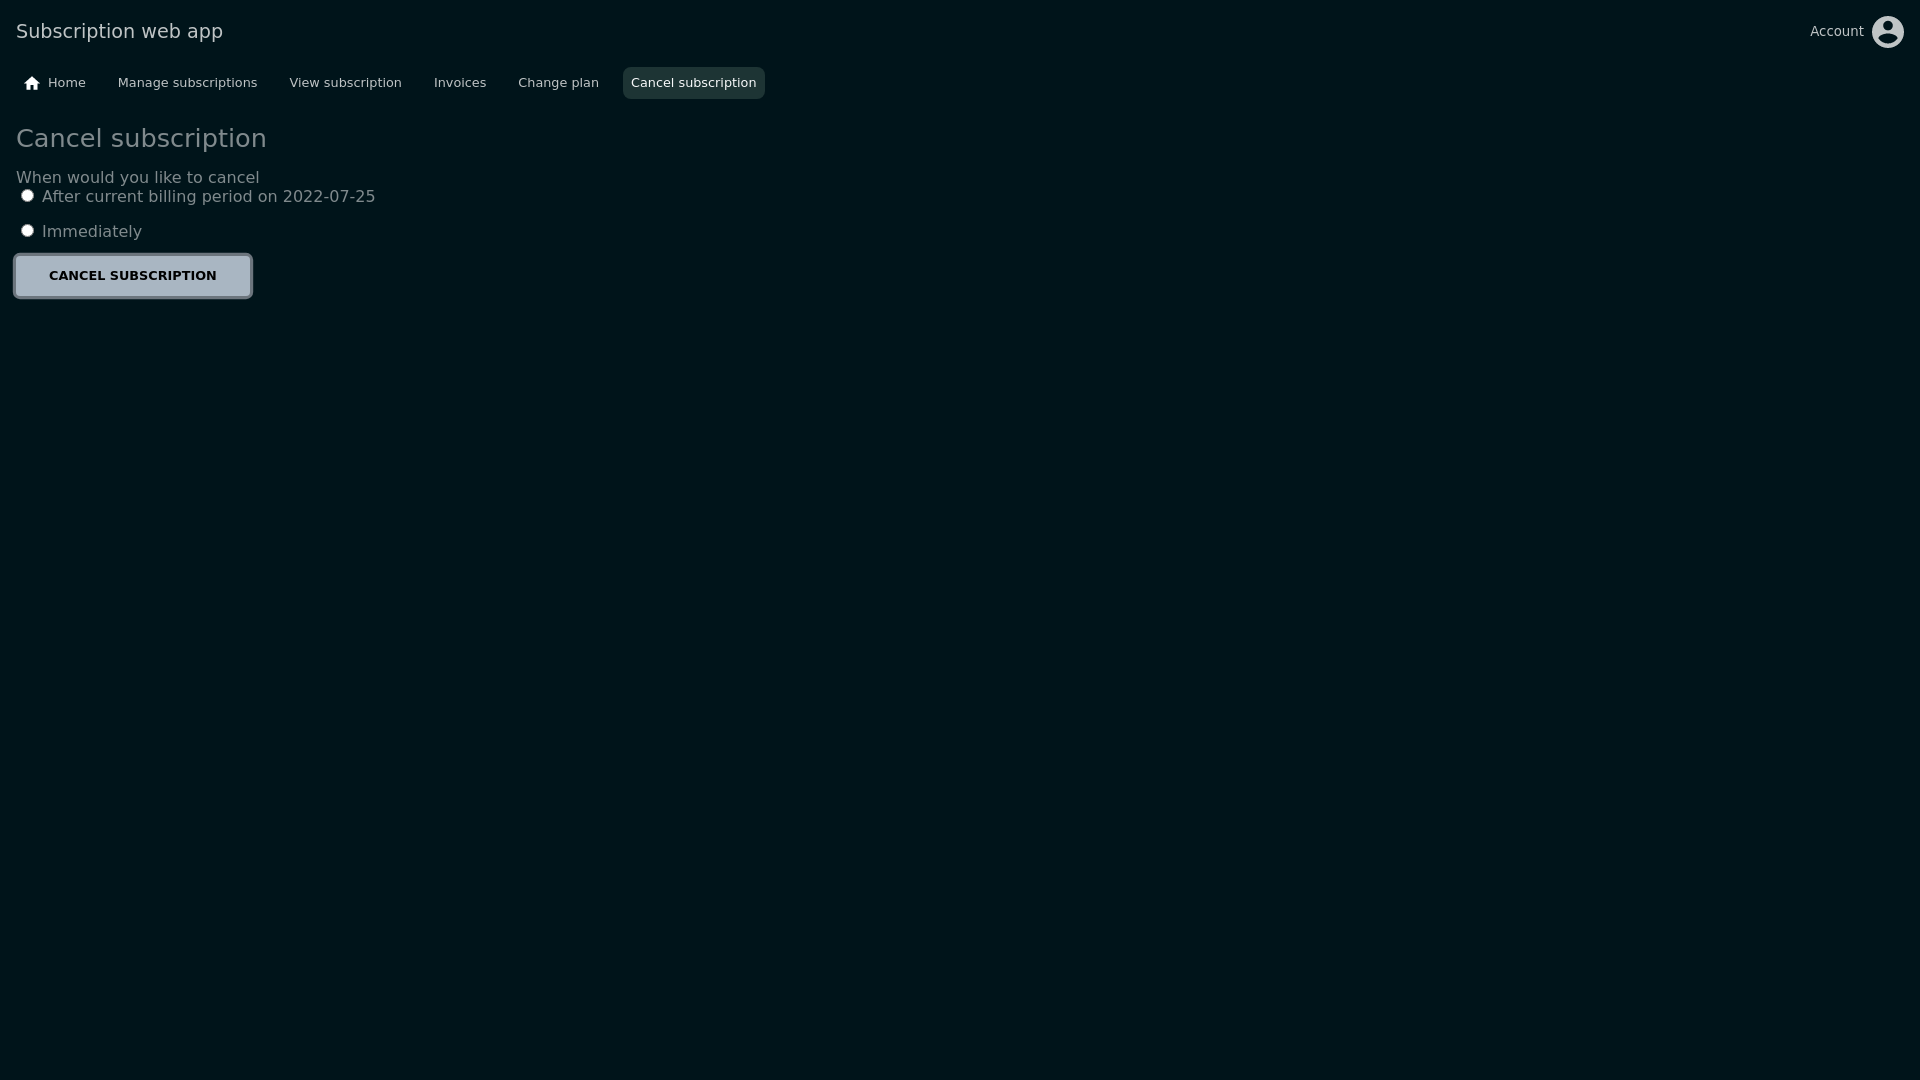 Subscription web app
Account
Home
Manage subscriptions
View subscription
Invoices
Change plan
Cancel subscription
Cancel subscription
When would you like to cancel
After current billing period on 2022-07-25
Immediately
CANCEL SUBSCRIPTION